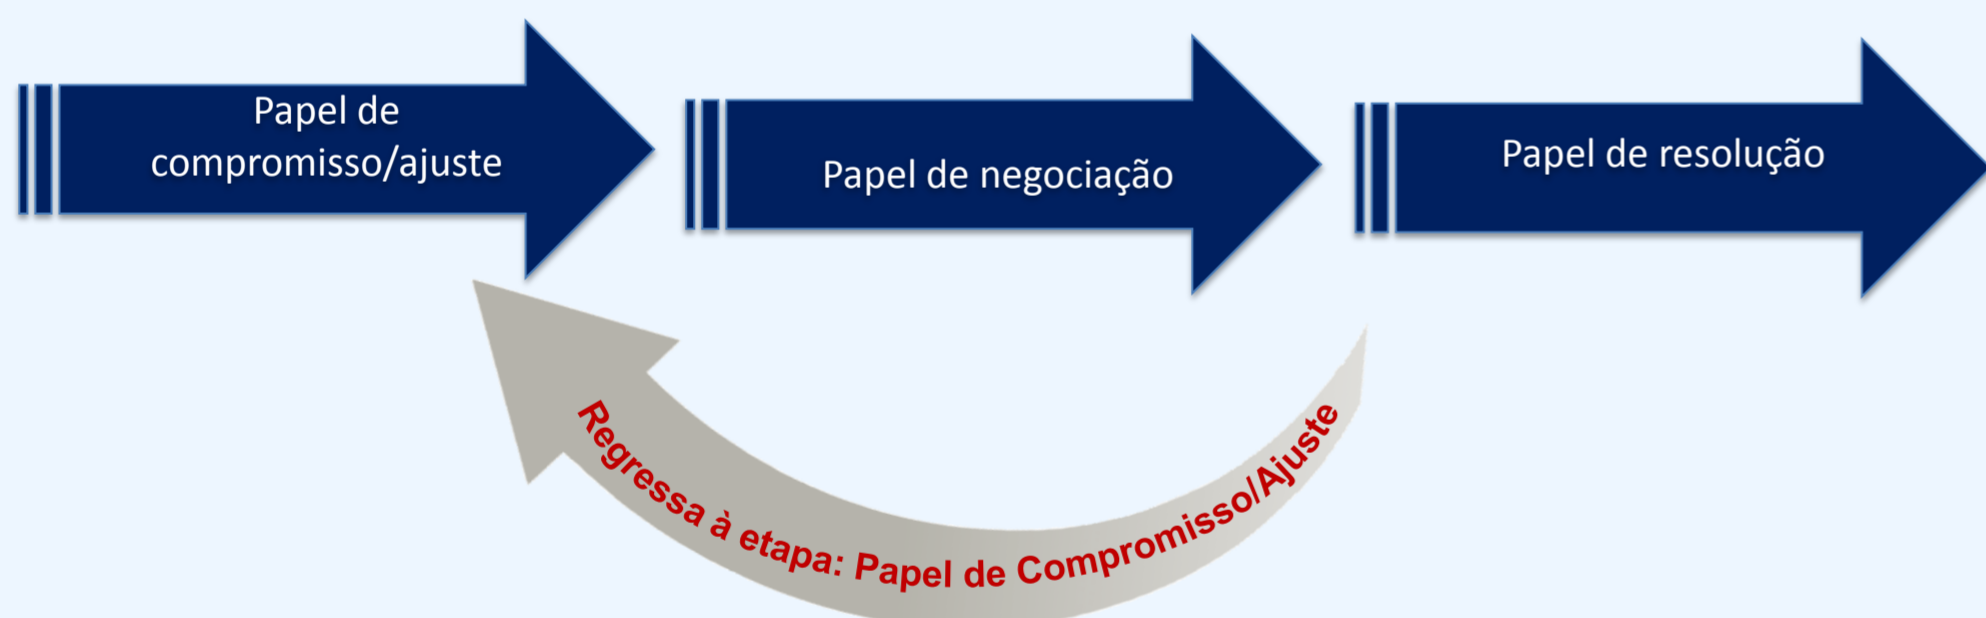 Papel de
compromisso/ajuste
Papel de negociação
Papel de resolução
Regressa à etapa: Papel de Compromisso/Ajuste